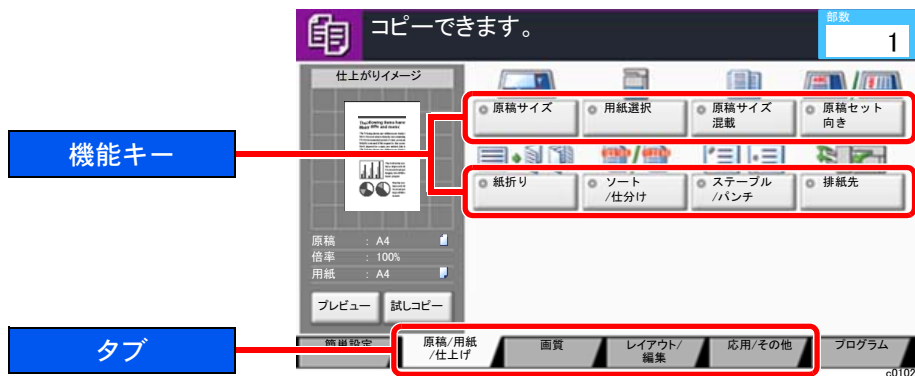 コピーできます。
部数
1
仕上がりイメージ
機能キー
原稿サイズ
用紙選択
原稿サイズ
混載
原稿セット
向き
紙折り
ソート
/仕分け
ステープル
/パンチ
排紙先
原稿 : A4
倍率 : 100%
用紙 : A4
プレビュー
試しコピー
タブ
簡単設定
原稿/用紙
/仕上げ
画質
レイアウト/
編集
応用/その他
プログラム
c0102